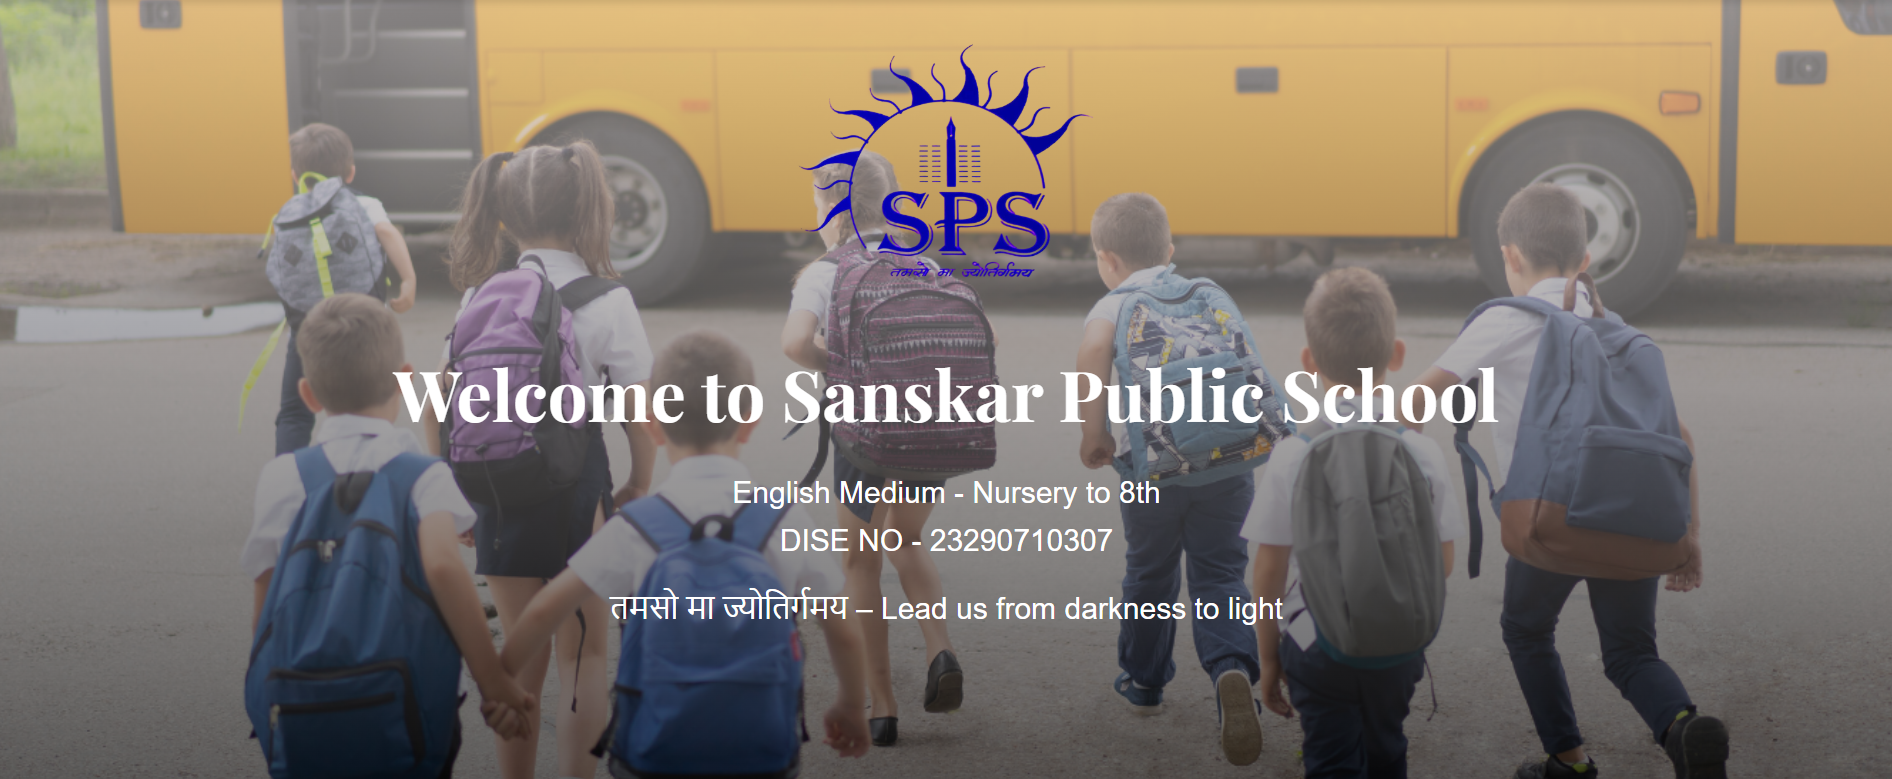 SPS
तमसो मा ज्योतिर्गमय
Welcome to Sanskar Public School
English Medium - Nursery to 8th
DISE NO - 23290710307
तमसो मा ज्योतिर्गमय – Lead us from darkness to light